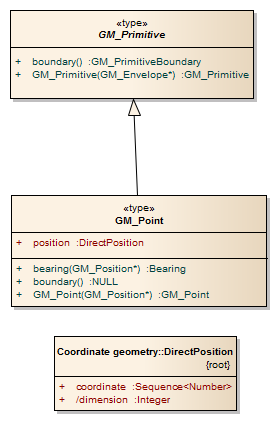 «type»
GM_Primitive
+ boundary() :GM_PrimitiveBoundary
+ GM_Primitive(GM_Envelope*) :GM_Primitive
«type»
GM_Point
+ position :DirectPosition
+ bearing(GM_Position*) :Bearing
+ boundary() :NULL
+ GM_Point(GM_Position*) :GM_Point
Coordinate geometry::DirectPosition
{root}
+ coordinate :Sequence<Number>
+ /dimension :Integer